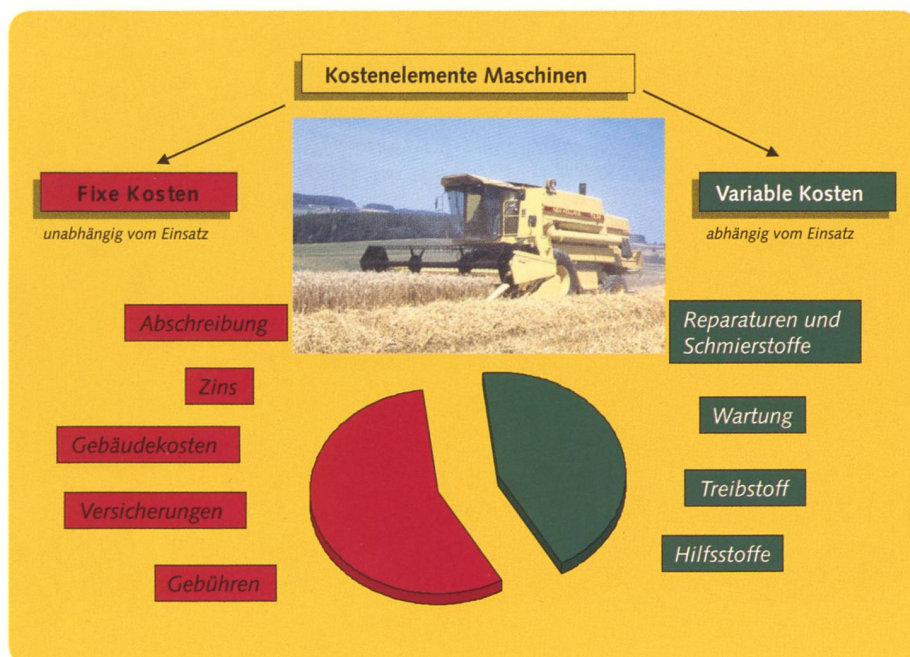 Kostenelemente Maschinen
Fixe Kosten
unabhängig vom Einsatz
Variable Kosten
abhängig vom Einsatz
Abschreibung
Zins
Gebäudekosten
Versicherungen
Gebühren
Reparaturen und
Schmierstoffe
Wartung
Treibstoff
Hilfsstoffe